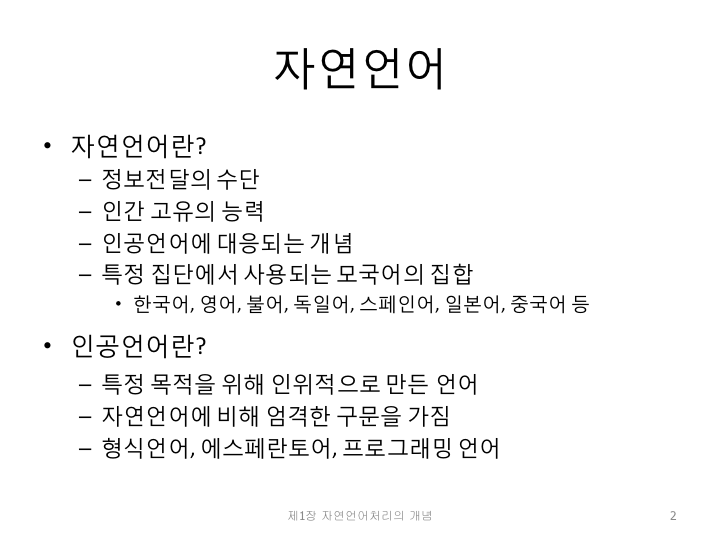 자연언어
• 자연언어란?
– 정보전달의 수단
– 인간 고유의 능력
– 인공언어에 대응되는 개념
– 특정 집단에서 사용되는 모국어의 집합
• 한국어, 영어, 불어, 독일어, 스페인어, 일본어, 중국어 등
• 인공언어란?
– 특정 목적을 위해 인위적으로 만든 언어
– 자연언어에 비해 엄격한 구문을 가짐
– 형식언어, 에스페란토어, 프로그래밍 언어
제1장 자연언어처리의 개념
2